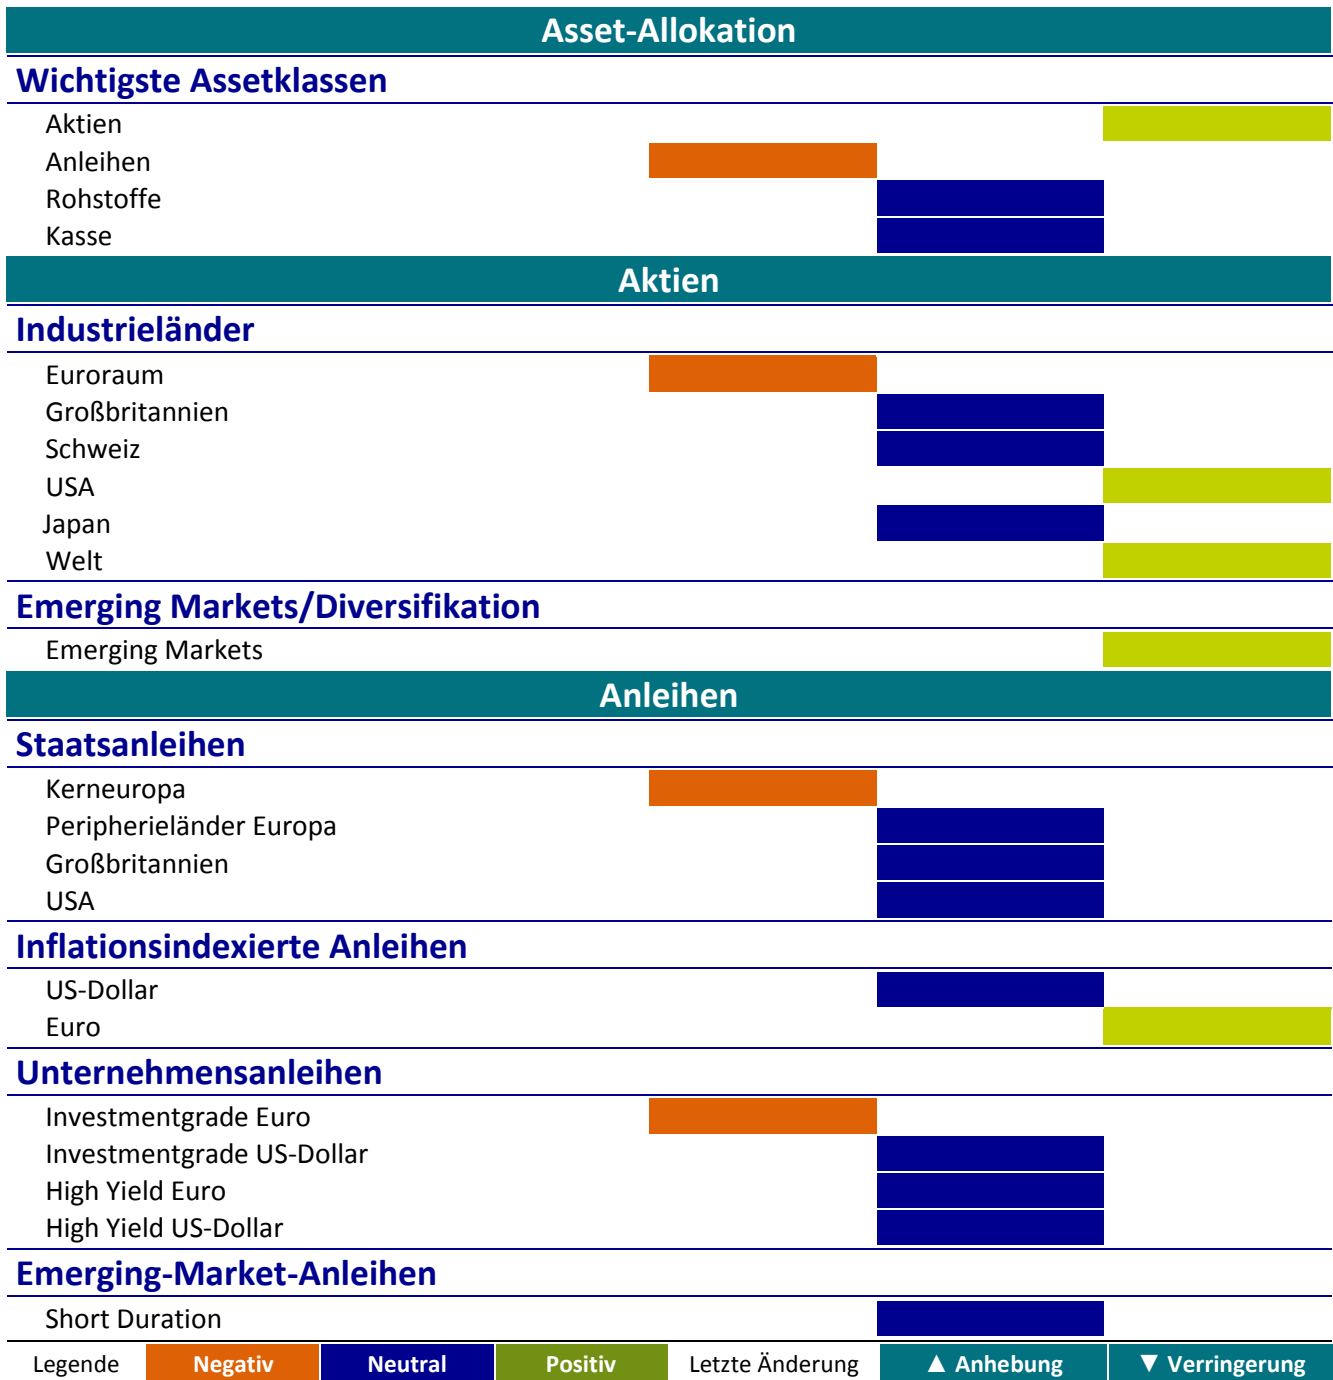 Asset-Allokation
Wichtigste Assetklassen
Aktien
Anleihen
Rohstoffe
Kasse
Aktien
Industrieländer
Euroraum
Großbritannien
Schweiz
USA
Japan
Welt
Emerging Markets/Diversifikation
Emerging Markets
Anleihen
Staatsanleihen
Kerneuropa
Peripherieländer Europa
Großbritannien
USA
Inflationsindexierte Anleihen
US-Dollar
Euro
Unternehmensanleihen
Investmentgrade Euro
Investmentgrade US-Dollar
High Yield Euro
High Yield US-Dollar
Emerging-Market-Anleihen
Short Duration
Legende Negativ Neutral Positiv Letzte Änderung ▲ Anhebung ▼ Verringerung